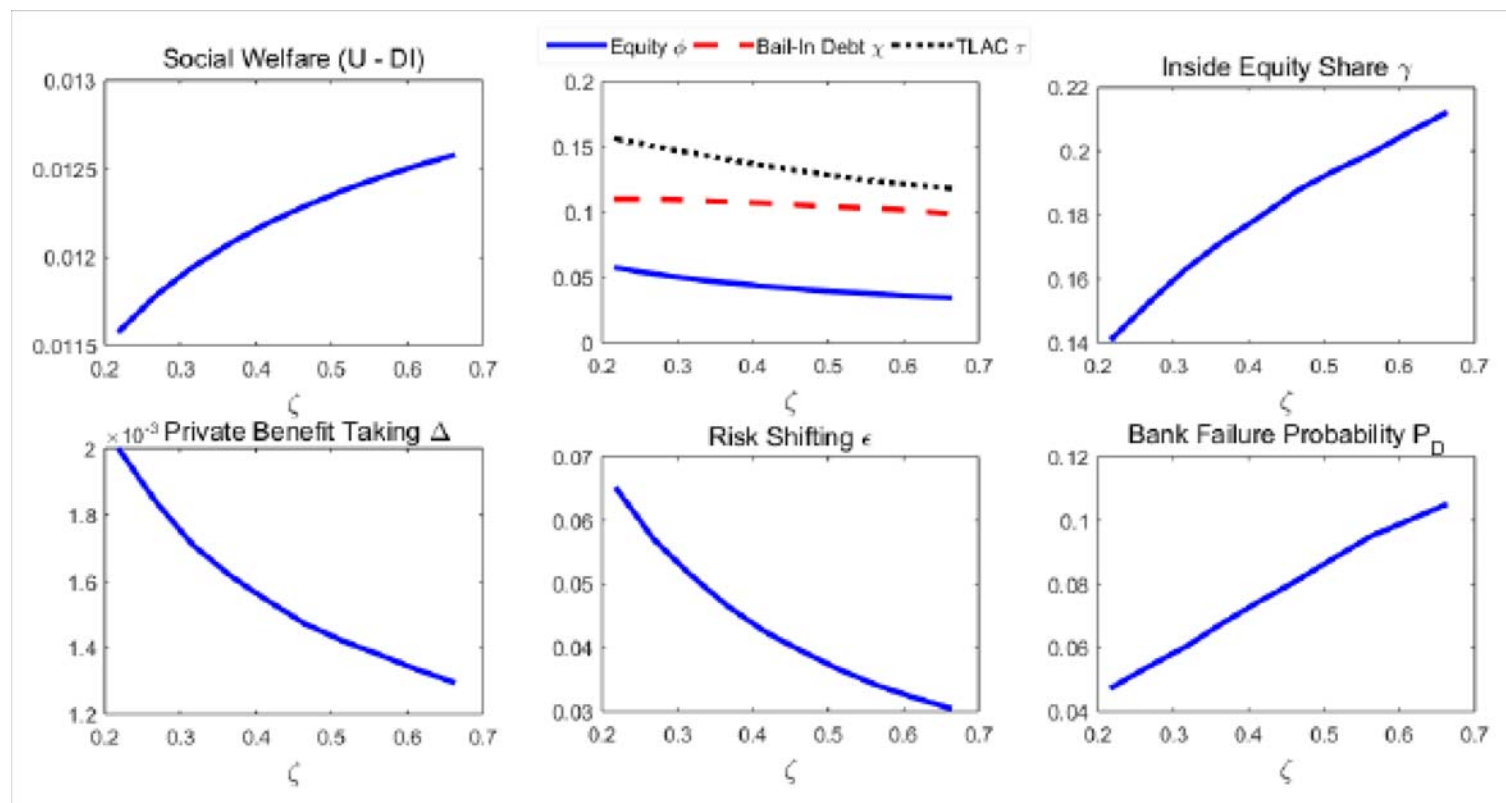 Social Welfare (U - DI)
0.013
0.0125
0.012
0.0115
0.2 0.3 0.4 0.5 0.6 0.7
ζ
Equity ϕ Bail-In Debt χ TLAC τ
0.2
0.15
0.1
0.05
0
0.2 0.3 0.4 0.5 0.6 0.7
ζ
Inside Equity Share γ
0.22
0.2
0.18
0.16
0.14
0.2 0.3 0.4 0.5 0.6 0.7
ζ
×10⁻³ Private Benefit Taking Δ
2
1.8
1.6
1.4
1.2
0.2 0.3 0.4 0.5 0.6 0.7
ζ
Risk Shifting ϵ
0.07
0.06
0.05
0.04
0.03
0.2 0.3 0.4 0.5 0.6 0.7
ζ
Bank Failure Probability P_D
0.12
0.1
0.08
0.06
0.04
0.2 0.3 0.4 0.5 0.6 0.7
ζ